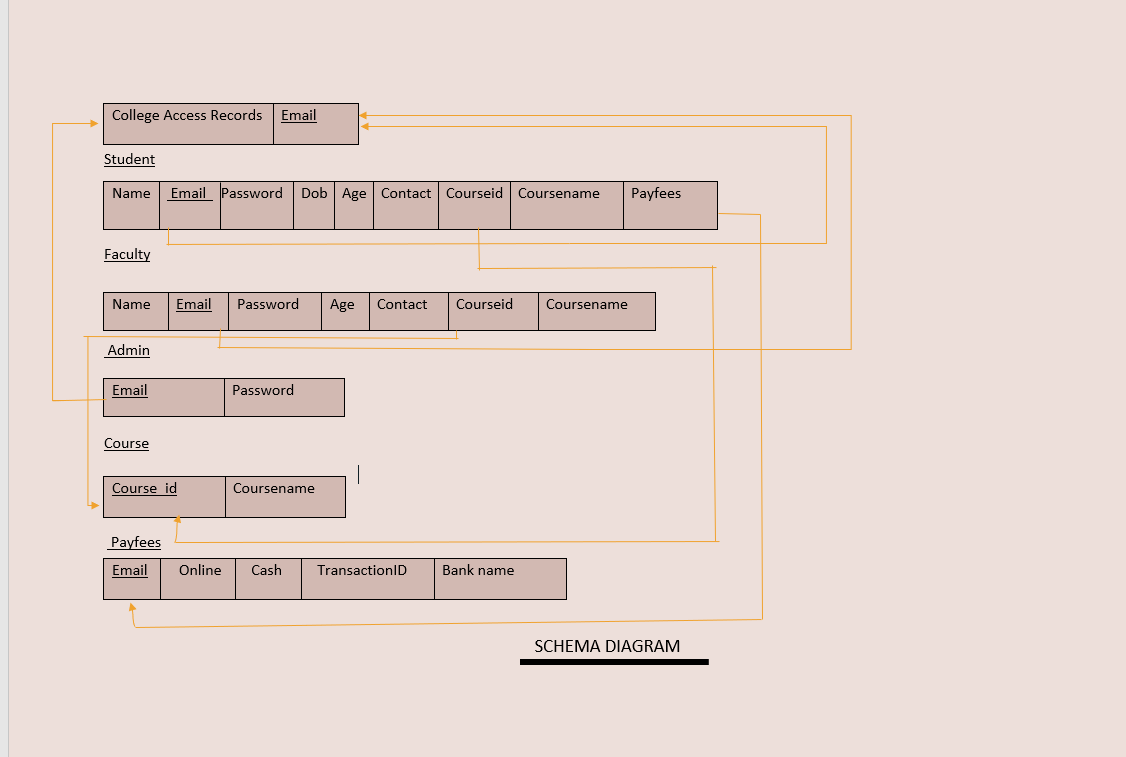 College Access Records Email
Student
Name Email Password Dob Age Contact Courseid Coursename Payfees
Faculty
Name Email Password Age Contact Courseid Coursename
Admin
Email Password
Course
Course_id Coursename
Payfees
Email Online Cash TransactionID Bank name
SCHEMA DIAGRAM